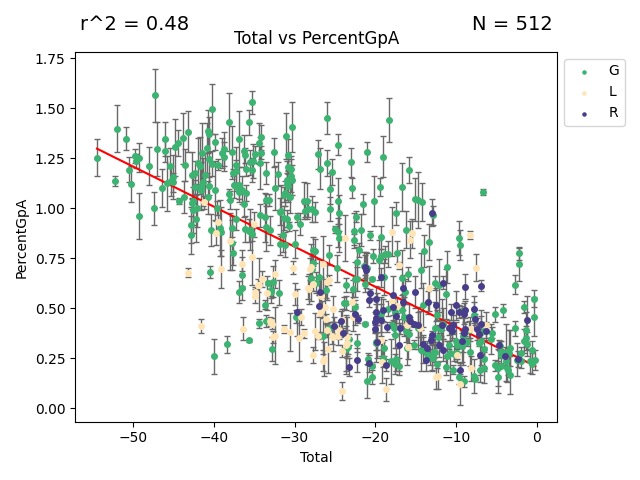 r^2 = 0.48
N = 512
Total vs PercentGpA
1.75
1.50
1.25
1.00
0.75
0.50
0.25
0.00
PercentGpA
−50
−40
−30
−20
−10
0
Total
G
L
R